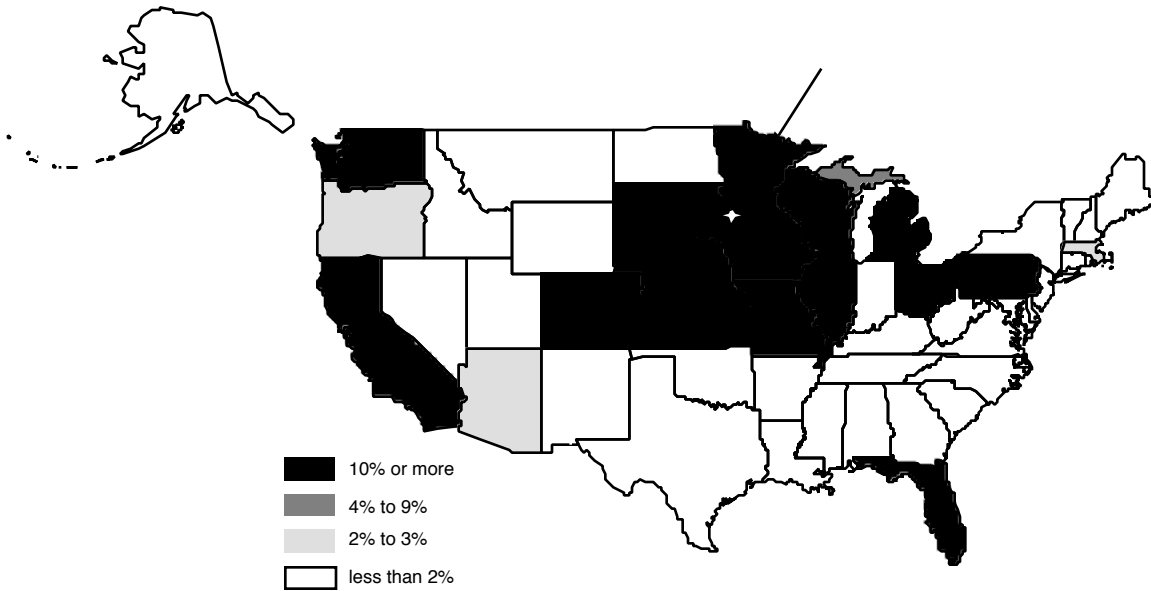 10% or more
4% to 9%
2% to 3%
less than 2%